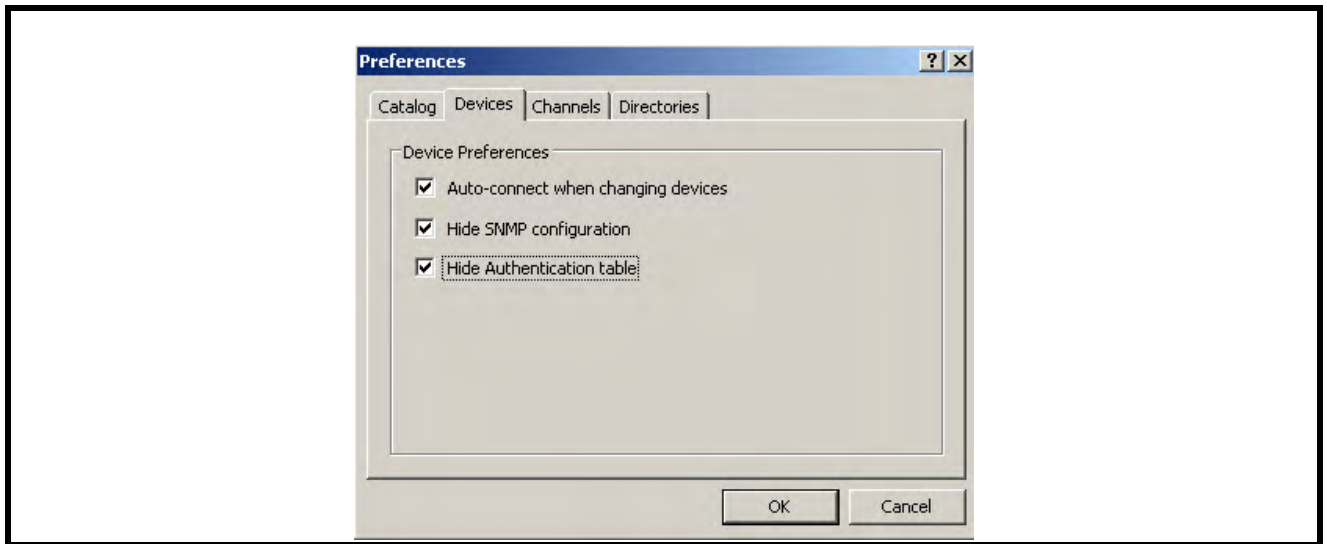 Preferences
Catalog Devices Channels Directories
Device Preferences
Auto-connect when changing devices
Hide SNMP configuration
Hide Authentication table
OK Cancel